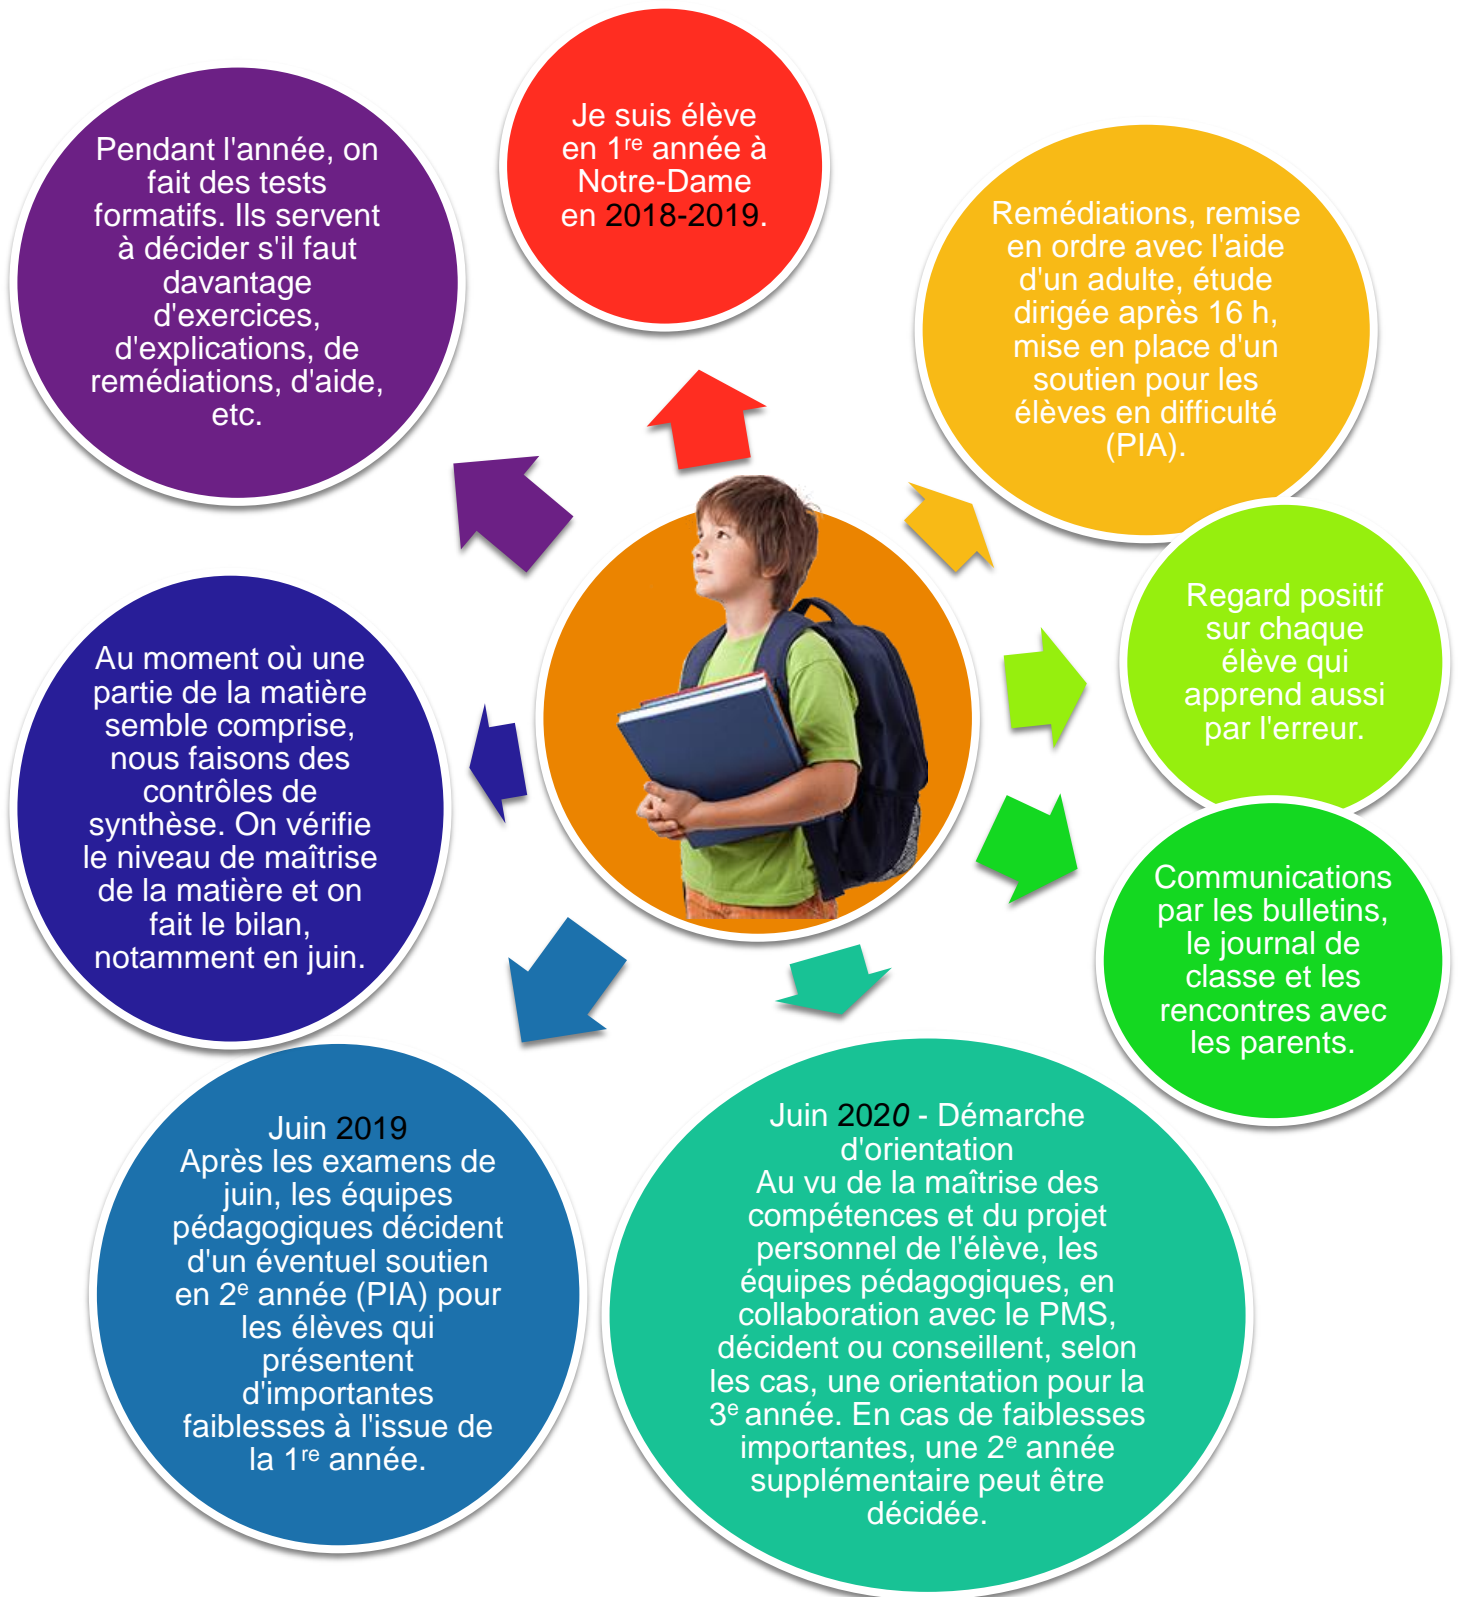 Je suis élève
en 1re année à
Notre-Dame
en 2018-2019.
Pendant l'année, on
fait des tests
formatifs. Ils servent
à décider s'il faut
davantage
d'exercices,
d'explications, de
remédiations, d'aide,
etc.
Remédiations, remise
en ordre avec l'aide
d'un adulte, étude
dirigée après 16 h,
mise en place d'un
soutien pour les
élèves en difficulté
(PIA).
Regard positif
sur chaque
élève qui
apprend aussi
par l'erreur.
Au moment où une
partie de la matière
semble comprise,
nous faisons des
contrôles de
synthèse. On vérifie
le niveau de maîtrise
de la matière et on
fait le bilan,
notamment en juin.
Communications
par les bulletins,
le journal de
classe et les
rencontres avec
les parents.
Juin 2019
Après les examens de
juin, les équipes
pédagogiques décident
d'un éventuel soutien
en 2e année (PIA) pour
les élèves qui
présentent
d'importantes
faiblesses à l'issue de
la 1re année.
Juin 2020 - Démarche
d'orientation
Au vu de la maîtrise des
compétences et du projet
personnel de l'élève, les
équipes pédagogiques, en
collaboration avec le PMS,
décident ou conseillent, selon
les cas, une orientation pour la
3e année. En cas de faiblesses
importantes, une 2e année
supplémentaire peut être
décidée.